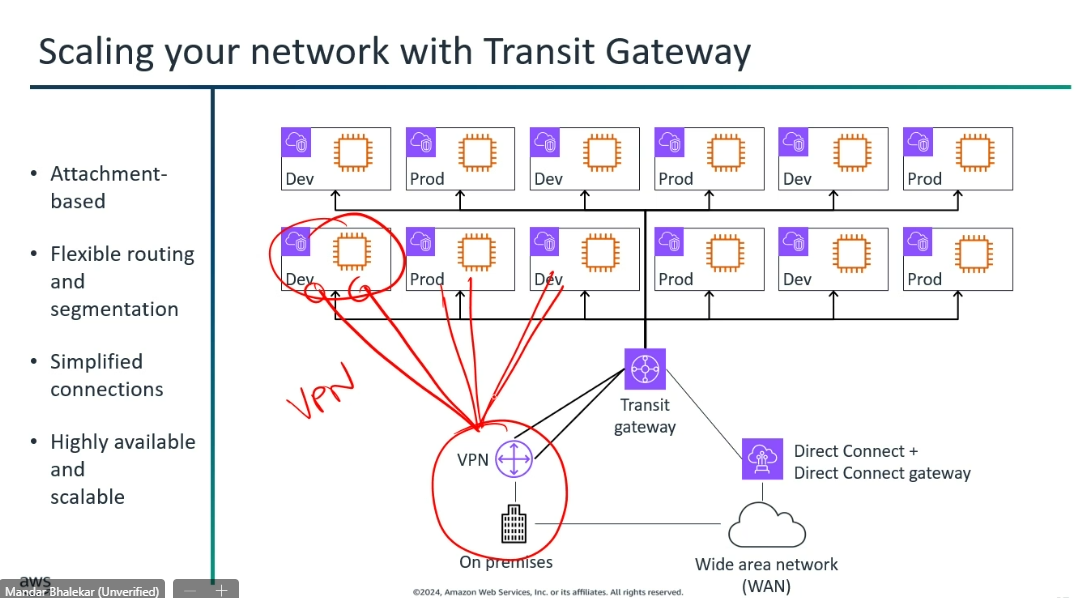 Scaling your network with Transit Gateway
• Attachment-
based
• Flexible routing
and
segmentation
• Simplified
connections
• Highly available
and
scalable
Dev
Prod
Dev
Prod
Dev
Prod
Dev
Prod
Dev
Prod
Dev
Prod
Transit
gateway
VPN
VPN
Direct Connect +
Direct Connect gateway
On premises
Wide area network
(WAN)
aws
Mandar Bhalekar (Unverified)
©2024, Amazon Web Services, Inc. or its affiliates. All rights reserved.